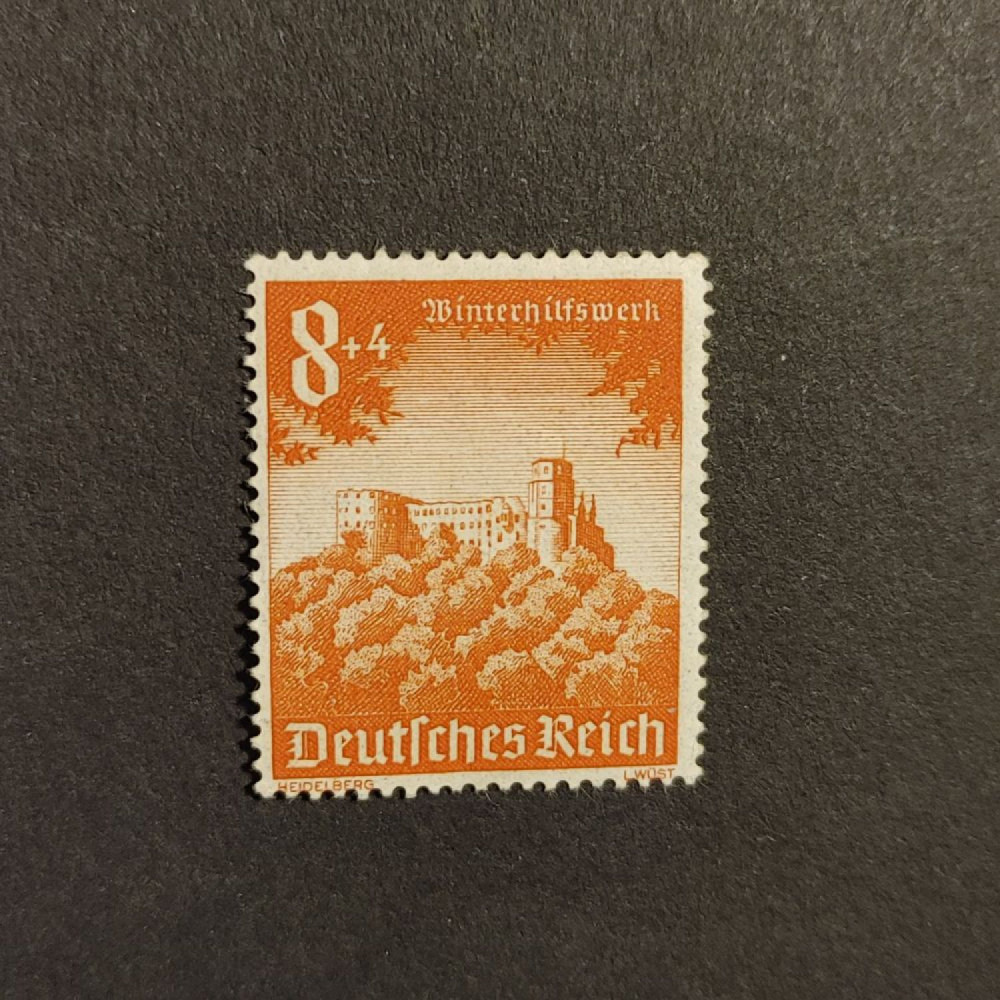 8+4 Winterhilfswerk
Deutſches Reich
HEIDELBERG L.WÜST